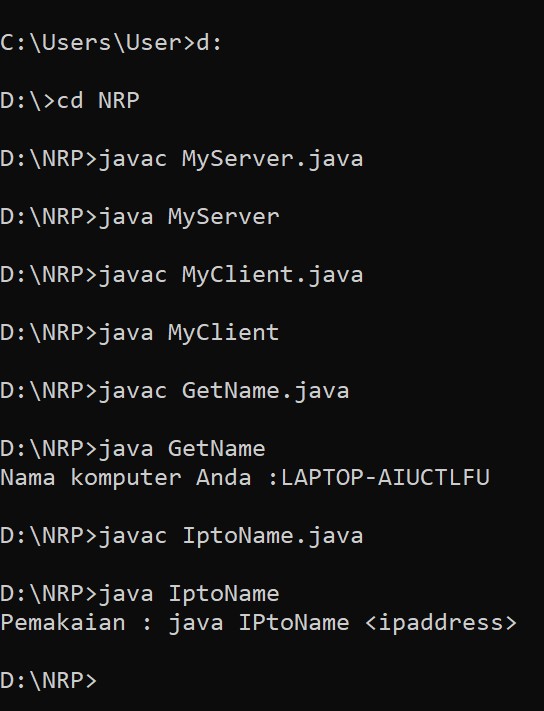 C:\Users\User>d:
D:\>cd NRP
D:\NRP>javac MyServer.java
D:\NRP>java MyServer
D:\NRP>javac MyClient.java
D:\NRP>java MyClient
D:\NRP>javac GetName.java
D:\NRP>java GetName
Nama komputer Anda :LAPTOP-AIUCTLFU
D:\NRP>javac IptoName.java
D:\NRP>java IptoName
Pemakaian : java IPtoName <ipaddress>
D:\NRP>